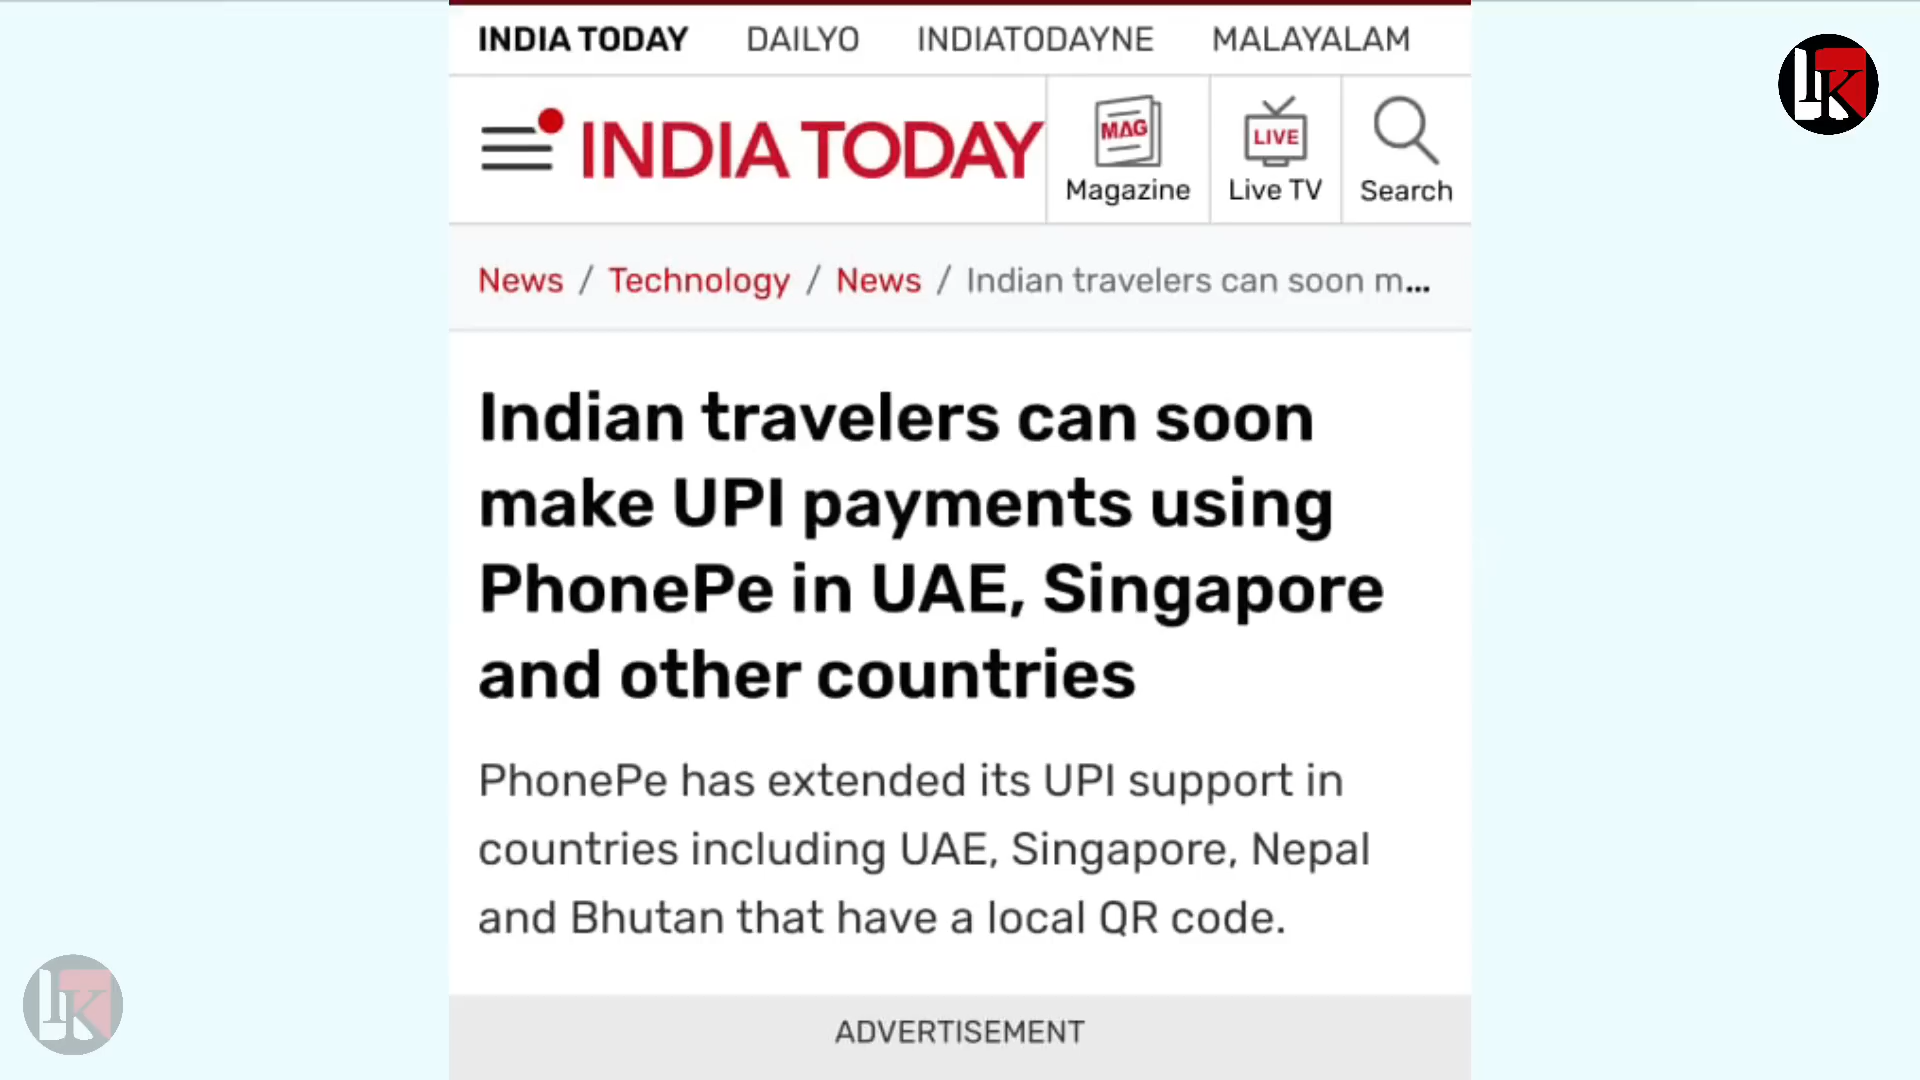 INDIA TODAY DAILYO INDIATODAYNE MALAYALAM
INDIA TODAY
MAG
Magazine
LIVE
Live TV
Search
LK
News / Technology / News / Indian travelers can soon m...
Indian travelers can soon
make UPI payments using
PhonePe in UAE, Singapore
and other countries
PhonePe has extended its UPI support in
countries including UAE, Singapore, Nepal
and Bhutan that have a local QR code.
LK
ADVERTISEMENT